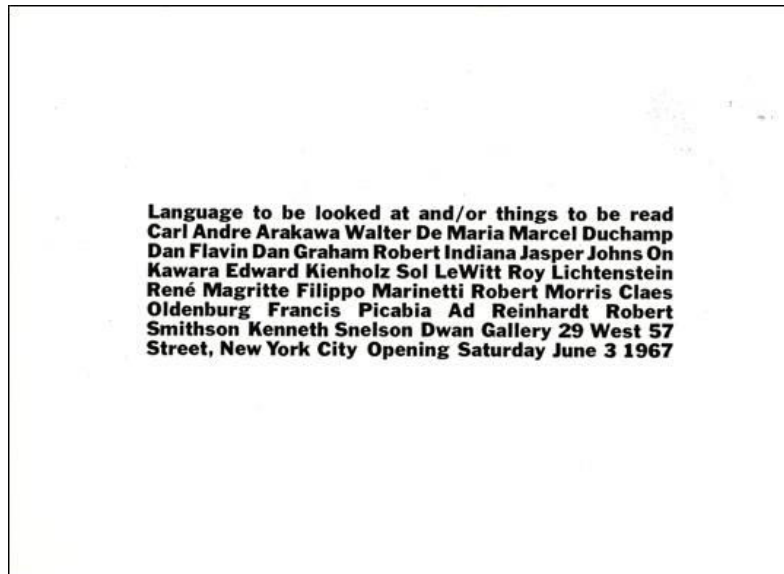 Language to be looked at and/or things to be read
Carl Andre Arakawa Walter De Maria Marcel Duchamp
Dan Flavin Dan Graham Robert Indiana Jasper Johns On
Kawara Edward Kienholz Sol LeWitt Roy Lichtenstein
René Magritte Filippo Marinetti Robert Morris Claes
Oldenburg Francis Picabia Ad Reinhardt Robert
Smithson Kenneth Snelson Dwan Gallery 29 West 57
Street, New York City Opening Saturday June 3 1967